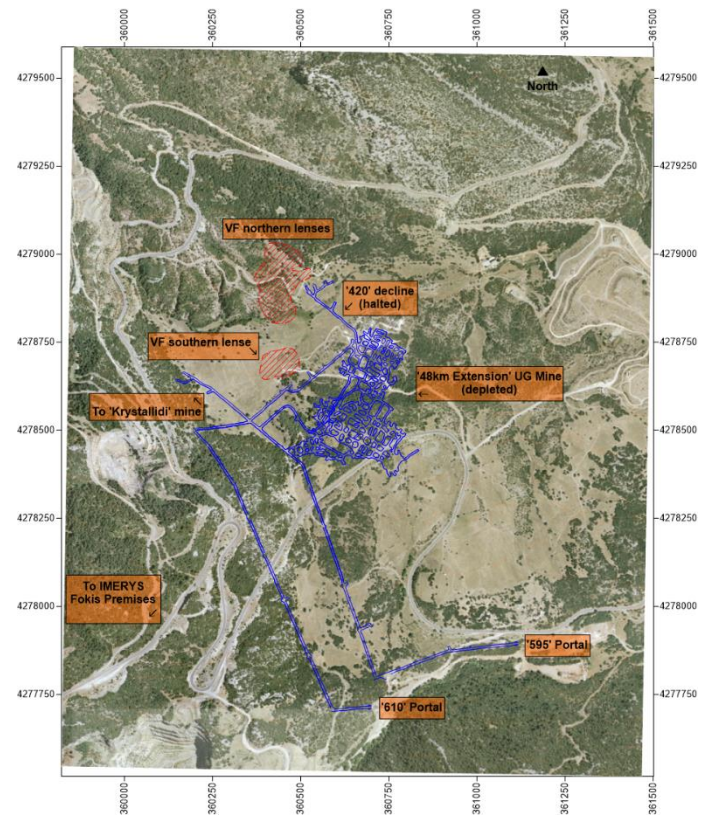 360000
360250
360500
360750
361000
361250
361500
4279500
4279500
North
4279250
4279250
VF northern lenses
4279000
4279000
'420' decline
(halted)
4278750
4278750
VF southern lense
'48km Extension' UG Mine
(depleted)
To 'Krystallidi' mine
4278500
4278500
4278250
4278250
To IMERYS
Fokis Premises
4278000
4278000
'595' Portal
4277750
4277750
'610' Portal
360000
360250
360500
360750
361000
361250
361500